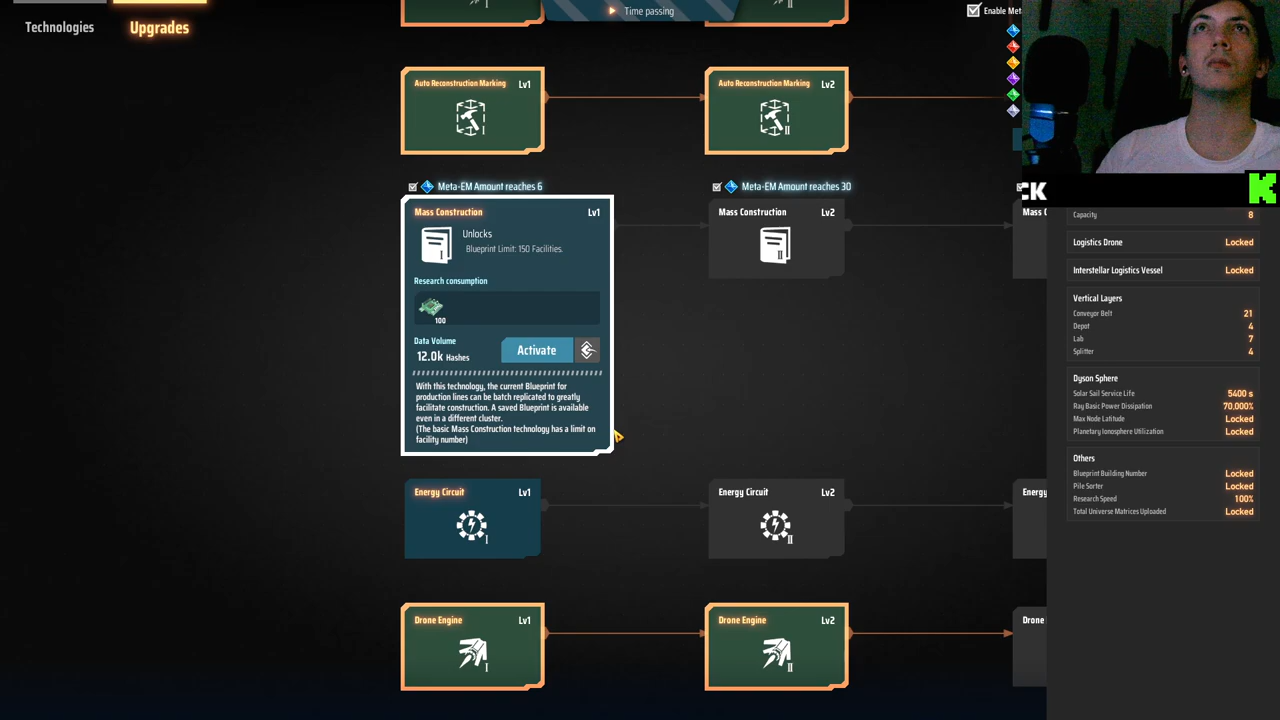 Technologies
Upgrades
Time passing
Enable Met
Auto Reconstruction Marking
Lv1
I
Auto Reconstruction Marking
Lv2
II
Meta-EM Amount reaches 6
Meta-EM Amount reaches 30
Mass Construction
Lv1
I
Unlocks
Blueprint Limit: 150 Facilities.
Research consumption
100
Data Volume
12.0k Hashes
Activate
With this technology, the current Blueprint for
production lines can be batch replicated to greatly
facilitate construction. A saved Blueprint is available
even in a different cluster.
(The basic Mass Construction technology has a limit on
facility number)
Mass Construction
Lv2
II
Mass C
Energy Circuit
Lv1
I
Energy Circuit
Lv2
II
Energy
Drone Engine
Lv1
I
Drone Engine
Lv2
II
Drone
CK
K
Capacity 8
Logistics Drone Locked
Interstellar Logistics Vessel Locked
Vertical Layers
Conveyor Belt 21
Depot 4
Lab 7
Splitter 4
Dyson Sphere
Solar Sail Service Life 5400 s
Ray Basic Power Dissipation 70.000%
Max Node Latitude Locked
Planetary Ionosphere Utilization Locked
Others
Blueprint Building Number Locked
Pile Sorter Locked
Research Speed 100%
Total Universe Matrices Uploaded Locked